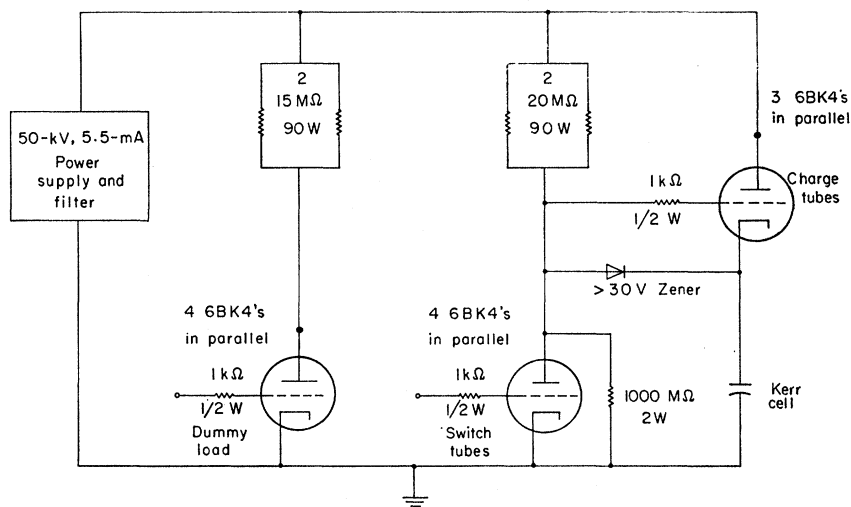 50-kV, 5.5-mA
Power
supply and
filter
2
15 MΩ
90 W
2
20 MΩ
90 W
3 6BK4's
in parallel
1 kΩ
1/2 W
Charge
tubes
>30 V Zener
4 6BK4's
in parallel
1 kΩ
1/2 W
Dummy
load
4 6BK4's
in parallel
1 kΩ
1/2 W
Switch
tubes
1000 MΩ
2 W
Kerr
cell